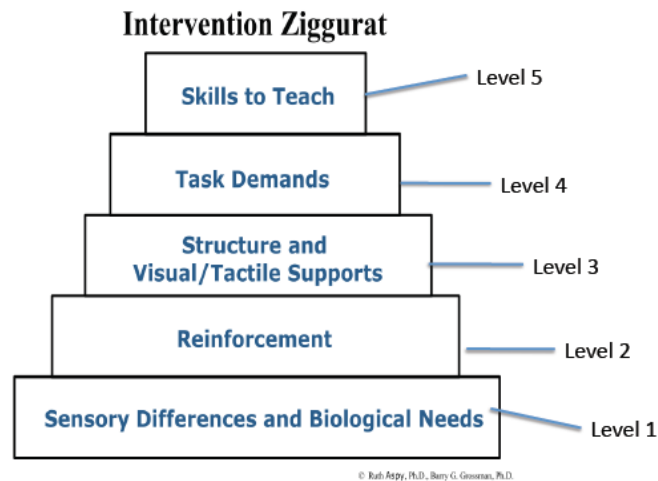 Intervention Ziggurat
Skills to Teach
Level 5
Task Demands
Level 4
Structure and
Visual/Tactile Supports
Level 3
Reinforcement
Level 2
Sensory Differences and Biological Needs
Level 1
© Ruth Aspy, Ph.D., Barry G. Grossman, Ph.D.